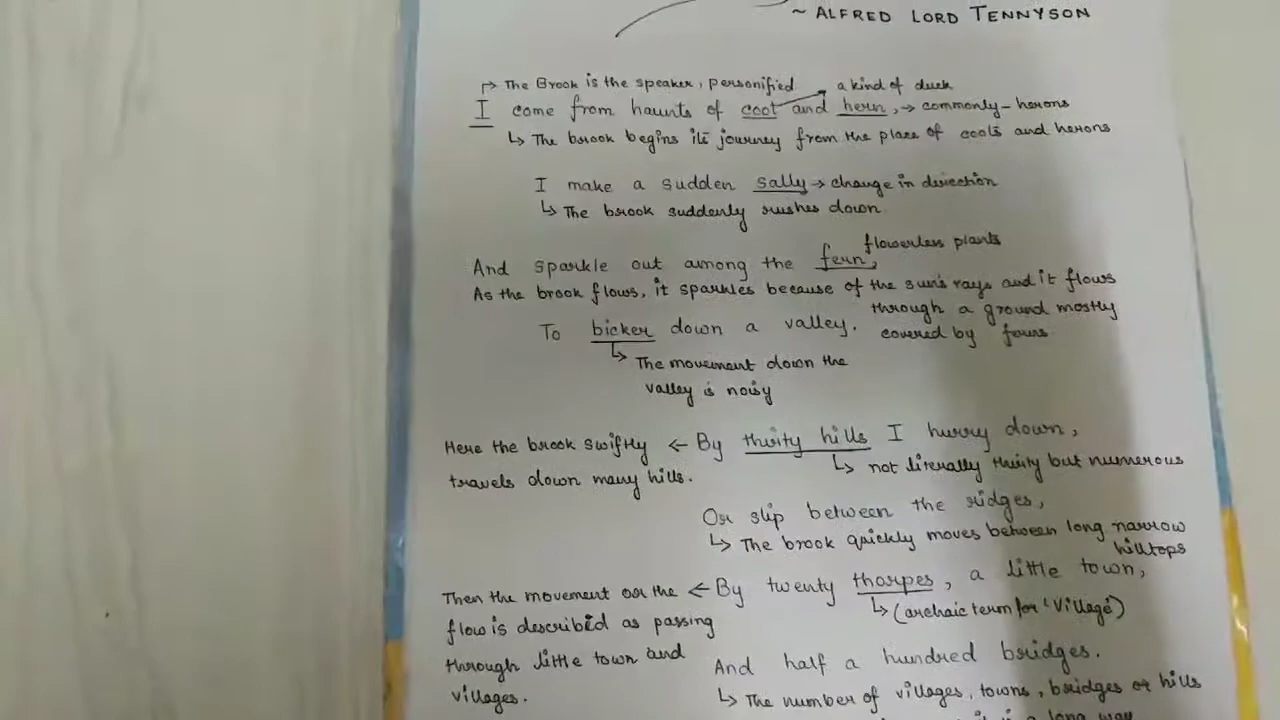 ~ ALFRED LORD TENNYSON
The Brook is the speaker, personified
a kind of duck
I come from haunts of coot and hern, → commonly - herons
↳ The brook begins its journey from the place of coots and herons
I make a sudden sally → change in direction
↳ The brook suddenly rushes down.
flowerless plants
And sparkle out among the fern,
As the brook flows, it sparkles because of the sun's rays and it flows
through a ground mostly
covered by ferns
To bicker down a valley.
↳ The movement down the
valley is noisy
Here the brook swiftly ← By thirty hills I hurry down,
travels down many hills.
↳ not literally thirty but numerous
Or slip between the ridges,
↳ The brook quickly moves between long narrow
hilltops
Then the movement or the ← By twenty thorpes, a little town,
flow is described as passing
through little town and
villages.
↳ (archaic term for 'Village')
And half a hundred bridges.
↳ The number of villages, towns, bridges or hills
a long way